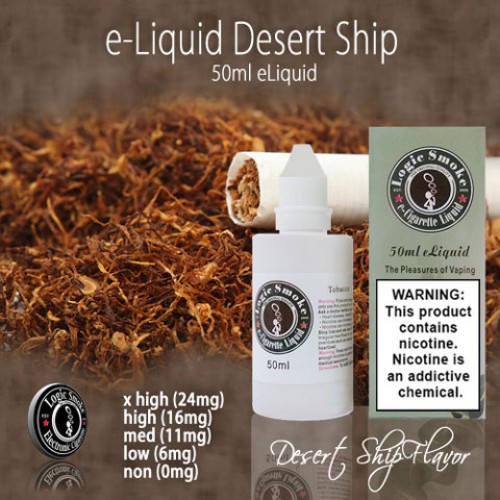 e-Liquid Desert Ship
50ml eLiquid
Logic Smoke
e-Cigarette Liquid
50ml eLiquid
The Pleasures of Vaping
WARNING:
This product
contains
nicotine.
Nicotine is
an addictive
chemical.
Tobacco
Logic Smoke
e-Cigarette Liquid
50ml
Logic Smoke
Electronic
x high (24mg)
high (16mg)
med (11mg)
low (6mg)
non (0mg)
Desert Ship Flavor